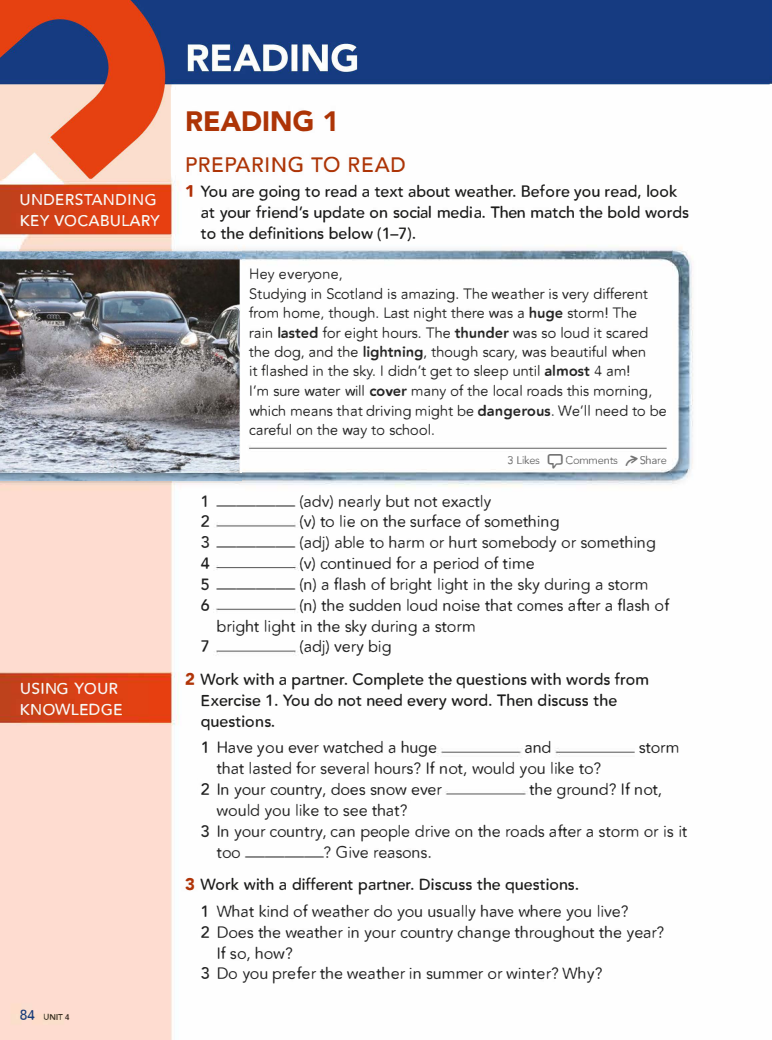 READING
READING 1
PREPARING TO READ
UNDERSTANDING
KEY VOCABULARY
1 You are going to read a text about weather. Before you read, look
at your friend's update on social media. Then match the bold words
to the definitions below (1–7).
Hey everyone,
Studying in Scotland is amazing. The weather is very different
from home, though. Last night there was a huge storm! The
rain lasted for eight hours. The thunder was so loud it scared
the dog, and the lightning, though scary, was beautiful when
it flashed in the sky. I didn't get to sleep until almost 4 am!
I'm sure water will cover many of the local roads this morning,
which means that driving might be dangerous. We'll need to be
careful on the way to school.
3 Likes Comments Share
1 __________ (adv) nearly but not exactly
2 __________ (v) to lie on the surface of something
3 __________ (adj) able to harm or hurt somebody or something
4 __________ (v) continued for a period of time
5 __________ (n) a flash of bright light in the sky during a storm
6 __________ (n) the sudden loud noise that comes after a flash of
bright light in the sky during a storm
7 __________ (adj) very big
USING YOUR
KNOWLEDGE
2 Work with a partner. Complete the questions with words from
Exercise 1. You do not need every word. Then discuss the
questions.
1 Have you ever watched a huge __________ and __________ storm
that lasted for several hours? If not, would you like to?
2 In your country, does snow ever __________ the ground? If not,
would you like to see that?
3 In your country, can people drive on the roads after a storm or is it
too __________? Give reasons.
3 Work with a different partner. Discuss the questions.
1 What kind of weather do you usually have where you live?
2 Does the weather in your country change throughout the year?
If so, how?
3 Do you prefer the weather in summer or winter? Why?
84 UNIT 4